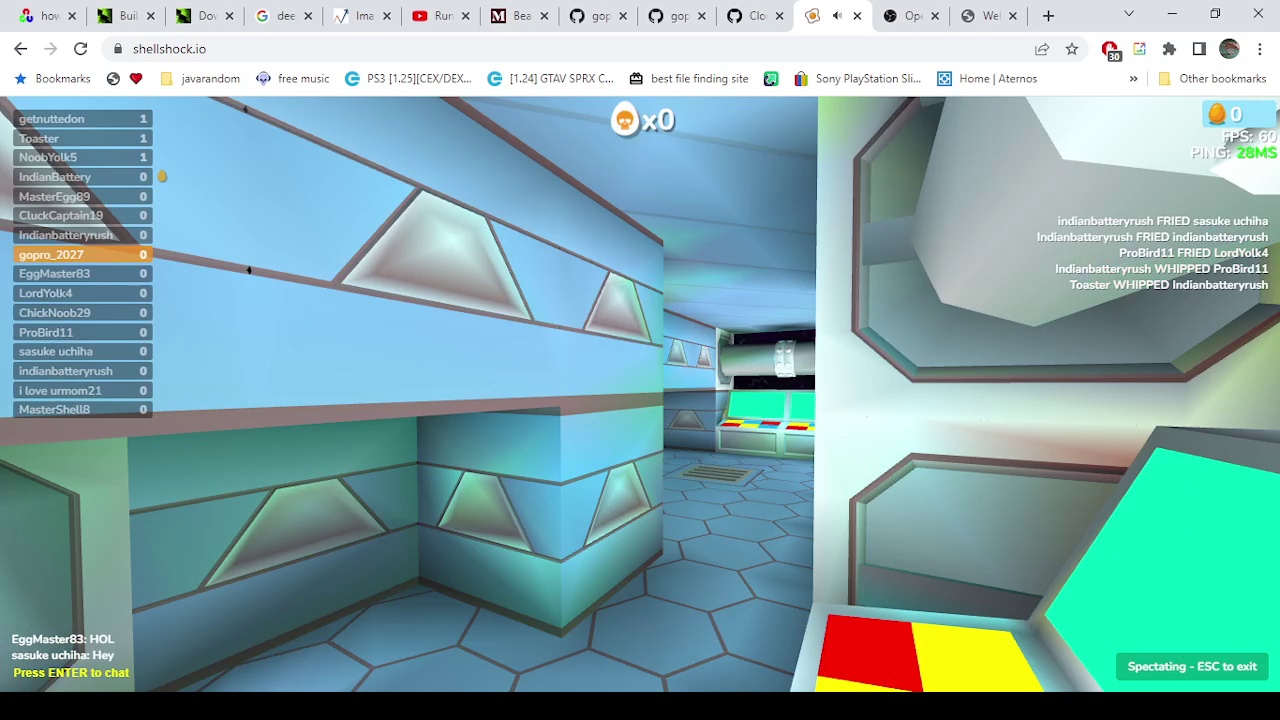 how
Buil
Dov
dee
Ima
Run
Bea
gop
gop
Clo
Ope
Wel
shellshock.io
30
Bookmarks
javarandom
free music
PS3 [1.25][CEX/DEX...
[1.24] GTAV SPRX C...
best file finding site
Sony PlayStation Sli...
Home | Aternos
»
Other bookmarks
x0
0
FPS: 60
PING: 28MS
getnuttedon 1
Toaster 1
NoobYolk5 1
IndianBattery 0
MasterEgg89 0
CluckCaptain19 0
Indianbatteryrush 0
gopro_2027 0
EggMaster83 0
LordYolk4 0
ChickNoob29 0
ProBird11 0
sasuke uchiha 0
indianbatteryrush 0
i love urmom21 0
MasterShell8 0
indianbatteryrush FRIED sasuke uchiha
Indianbatteryrush FRIED indianbatteryrush
ProBird11 FRIED LordYolk4
Indianbatteryrush WHIPPED ProBird11
Toaster WHIPPED Indianbatteryrush
EggMaster83: HOL
sasuke uchiha: Hey
Press ENTER to chat
Spectating - ESC to exit